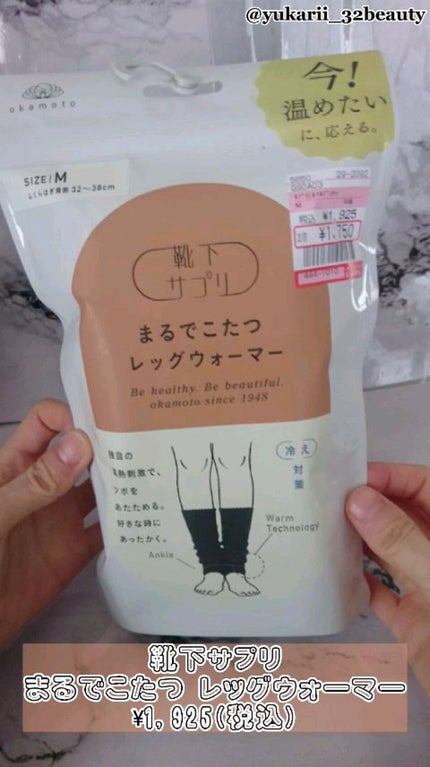 @yukarii_32beauty
okamoto
今!
温めたい
に、応える。
SIZE/M
ふくらはぎ周囲 32〜38cm
29-2092
税込 ¥1,925
¥1,750
靴下
サプリ
まるでこたつ
レッグウォーマー
Be healthy. Be beautiful.
okamoto since 1948
独自の
温熱刺激で、
ツボを
あたためる。
好きな時に
あったかく。
冷え
対策
Warm
Technology
Ankle
靴下サプリ
まるでこたつ レッグウォーマー
¥1,925(税込)